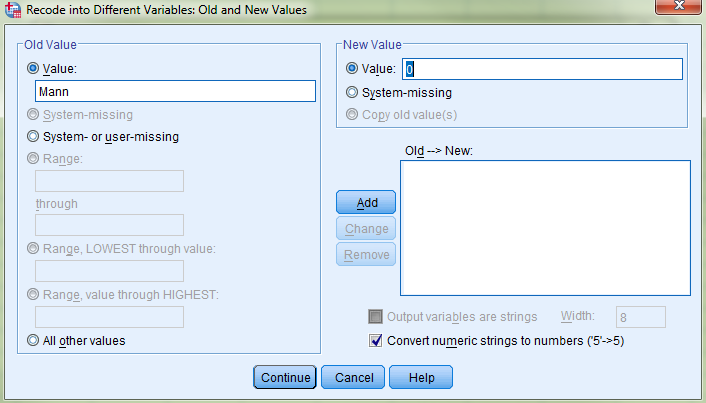 Recode into Different Variables: Old and New Values
Old Value
Value:
Mann
System-missing
System- or user-missing
Range:
through
Range, LOWEST through value:
Range, value through HIGHEST:
All other values
New Value
Value: 0
System-missing
Copy old value(s)
Old --> New:
Add
Change
Remove
Output variables are strings Width: 8
Convert numeric strings to numbers ('5'->5)
Continue Cancel Help